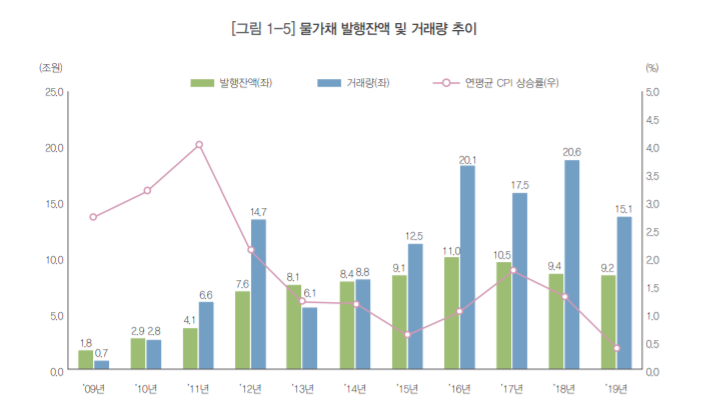 [그림 1-5] 물가채 발행잔액 및 거래량 추이
(조원) (%)
발행잔액(좌) 거래량(좌) 연평균 CPI 상승률(우)
25.0 5.0
4.5
20.0 4.0
3.5
15.0 3.0
2.5
10.0 2.0
1.5
5.0 1.0
0.5
0.0 0.0
1.8 0.7 2.9 2.8 4.1 6.6 7.6 14.7 8.1 6.1 8.4 8.8 9.1 12.5 11.0 20.1 10.5 17.5 9.4 20.6 9.2 15.1
'09년 '10년 '11년 '12년 '13년 '14년 '15년 '16년 '17년 '18년 '19년